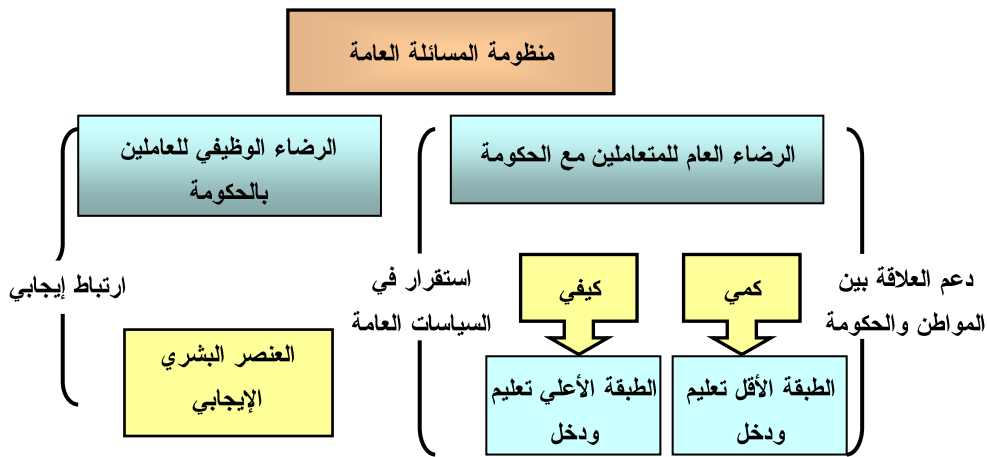 منظومة المسائلة العامة
الرضاء العام للمتعاملين مع الحكومة
الرضاء الوظيفي للعاملين
بالحكومة
دعم العلاقة بين
المواطن والحكومة
كمي
كيفي
استقرار في
السياسات العامة
ارتباط إيجابي
الطبقة الأقل تعليم
ودخل
الطبقة الأعلي تعليم
ودخل
العنصر البشري
الإيجابي